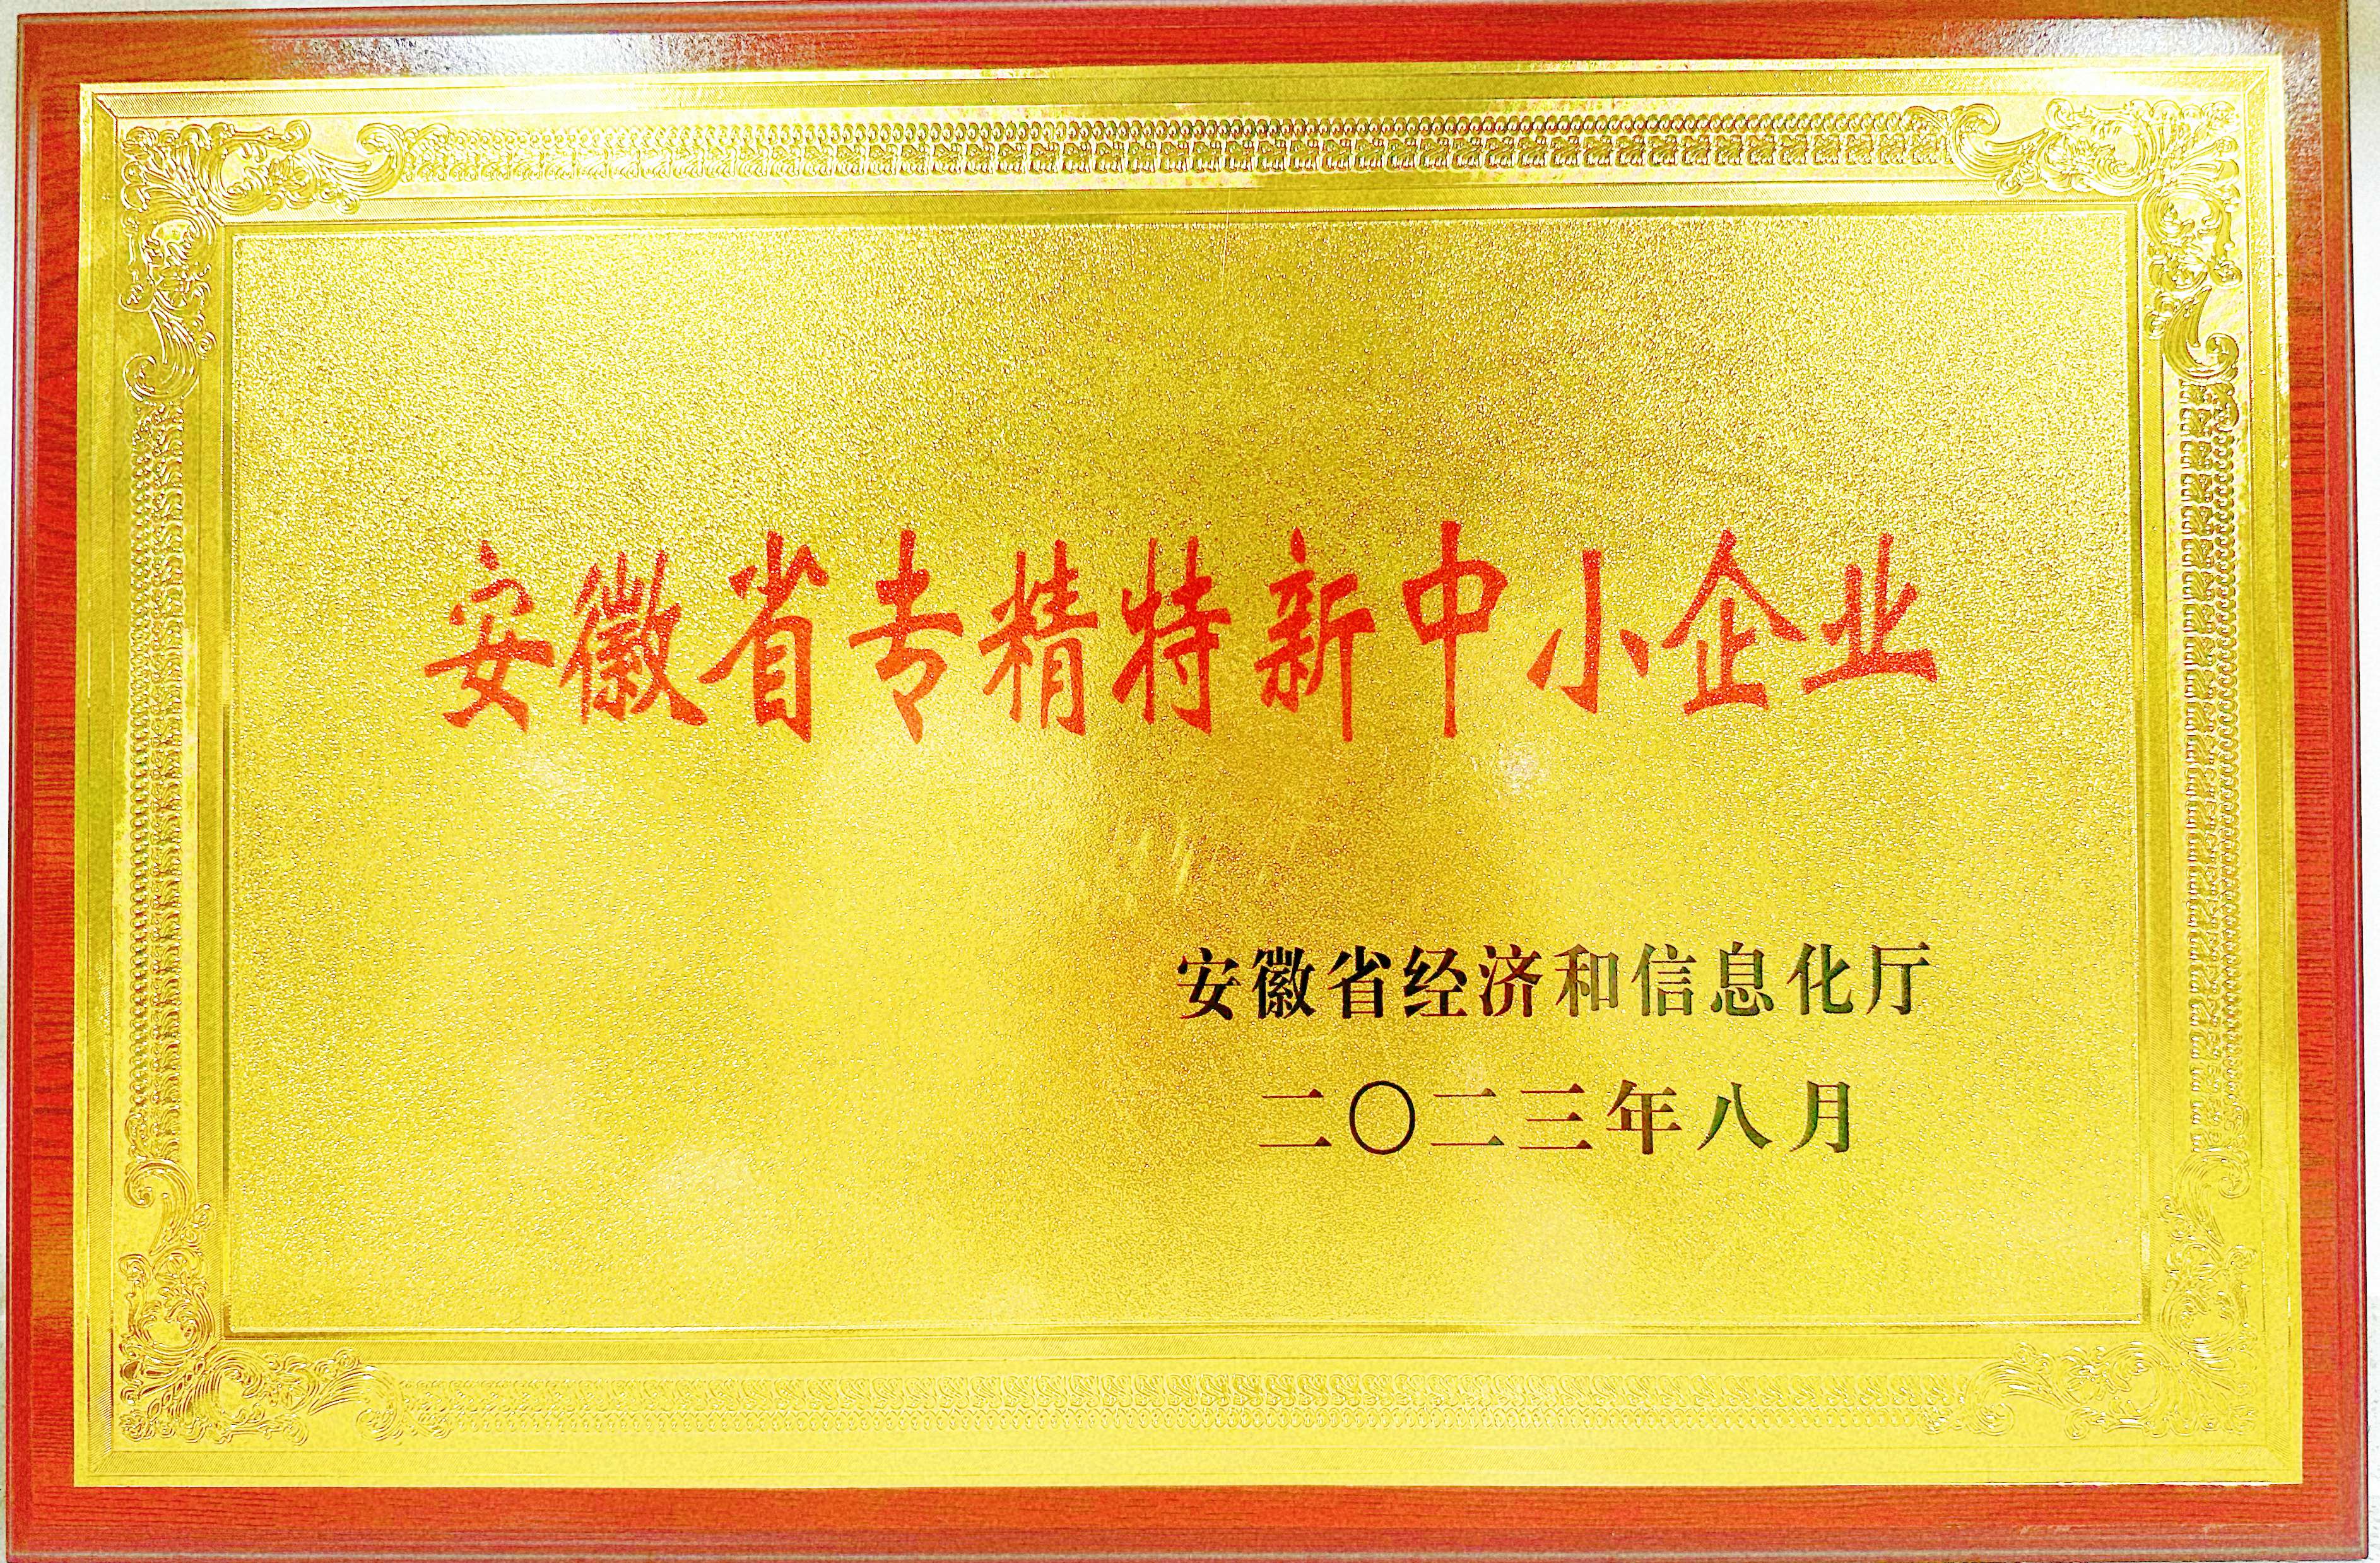 安徽省专精特新中小企业
安徽省经济和信息化厅
二〇二三年八月